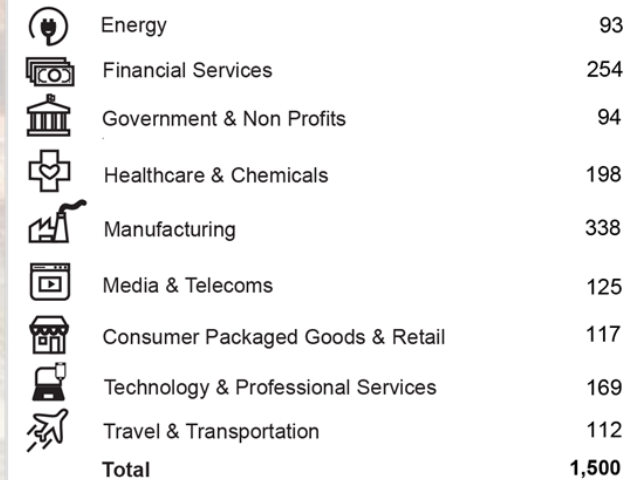 Energy 93
Financial Services 254
Government & Non Profits 94
Healthcare & Chemicals 198
Manufacturing 338
Media & Telecoms 125
Consumer Packaged Goods & Retail 117
Technology & Professional Services 169
Travel & Transportation 112
Total 1,500